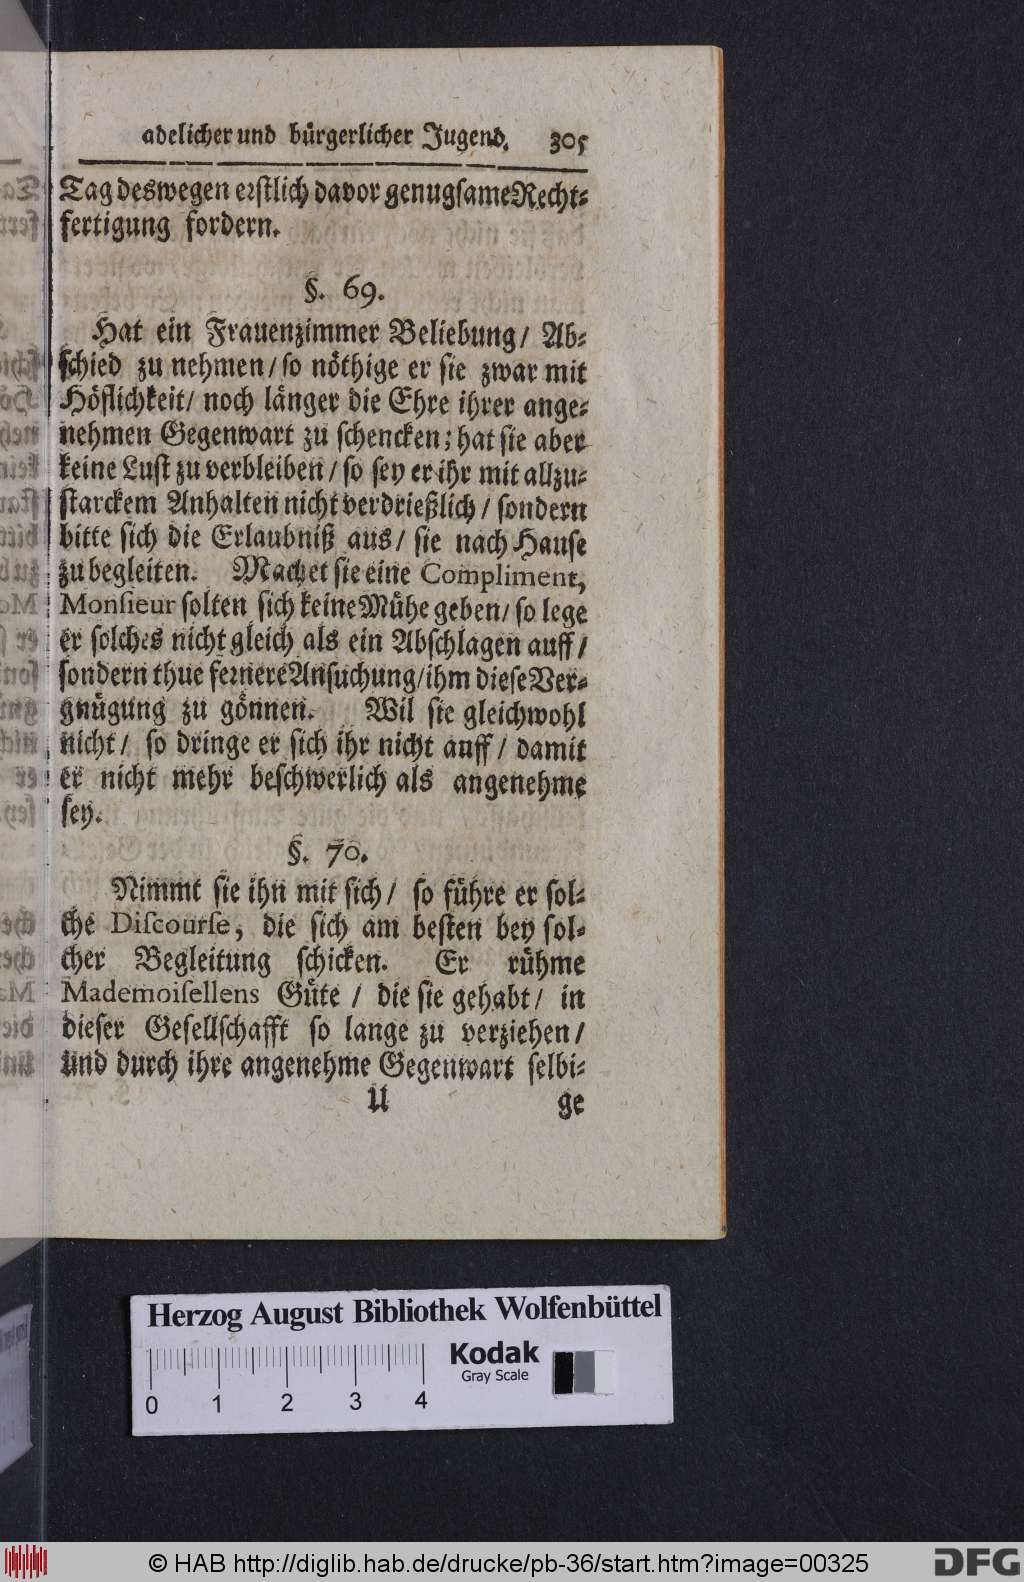 adelicher und bürgerlicher Jugend. 305
Tag deswegen erstlich davor genugsame Recht-
fertigung fordern.
§. 69.
Hat ein Frauenzimmer Beliebung / Ab-
schied zu nehmen / so nöthige er sie zwar mit
Höflichkeit / noch länger die Ehre ihrer ange-
nehmen Gegenwart zu schencken; hat sie aber
keine Lust zu verbleiben / so sey er ihr mit allzu-
starckem Anhalten nicht verdrießlich / sondern
bitte sich die Erlaubniß aus / sie nach Hause
zu begleiten. Machet sie eine Compliment,
Monsieur solten sich keine Mühe geben / so lege
er solches nicht gleich als ein Abschlagen auff /
sondern thue fernere Ansuchung / ihm diese Ver-
gnügung zu gönnen. Wil sie gleichwohl
nicht / so dringe er sich ihr nicht auff / damit
er nicht mehr beschwerlich als angenehme
sey.
§. 70.
Nimmt sie ihn mit sich / so führe er sol-
che Discourse, die sich am besten bey sol-
cher Begleitung schicken. Er rühme
Mademoisellens Güte / die sie gehabt / in
dieser Gesellschafft so lange zu verziehen /
und durch ihre angenehme Gegenwart selbi-
U ge
Herzog August Bibliothek Wolfenbüttel
Kodak
Gray Scale
0 1 2 3 4
© HAB http://diglib.hab.de/drucke/pb-36/start.htm?image=00325
DFG